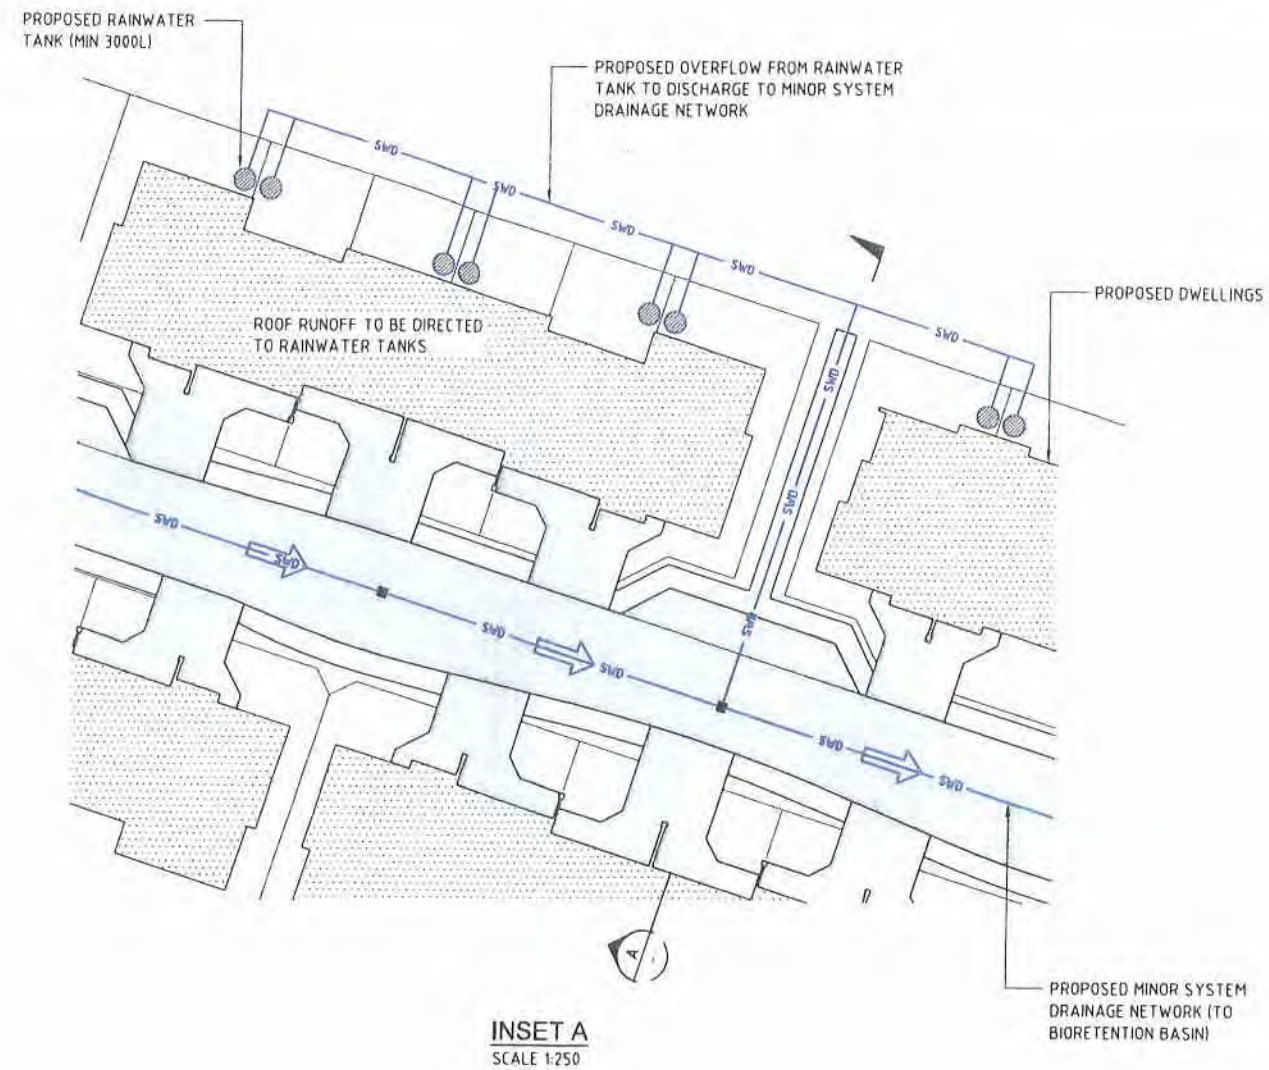 PROPOSED RAINWATER
TANK (MIN 3000L)
PROPOSED OVERFLOW FROM RAINWATER
TANK TO DISCHARGE TO MINOR SYSTEM
DRAINAGE NETWORK
SWD
SWD
SWD
SWD
SWD
PROPOSED DWELLINGS
ROOF RUNOFF TO BE DIRECTED
TO RAINWATER TANKS
SWD
SWD
SWD
SWD
SWD
SWD
SWD
SWD
SWD
A
PROPOSED MINOR SYSTEM
DRAINAGE NETWORK (TO
BIORETENTION BASIN)
INSET A
SCALE 1:250